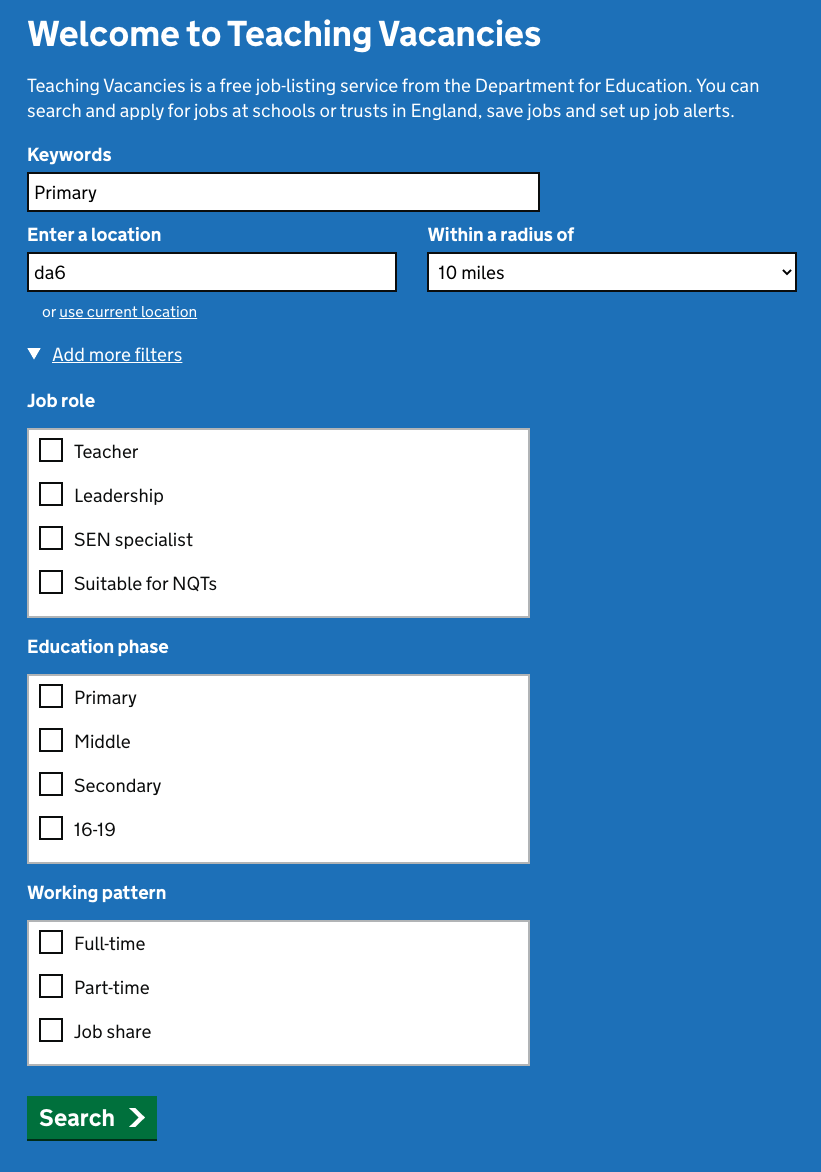 Welcome to Teaching Vacancies
Teaching Vacancies is a free job-listing service from the Department for Education. You can
search and apply for jobs at schools or trusts in England, save jobs and set up job alerts.
Keywords
Primary
Enter a location
Within a radius of
da6
10 miles
or use current location
Add more filters
Job role
Teacher
Leadership
SEN specialist
Suitable for NQTs
Education phase
Primary
Middle
Secondary
16-19
Working pattern
Full-time
Part-time
Job share
Search